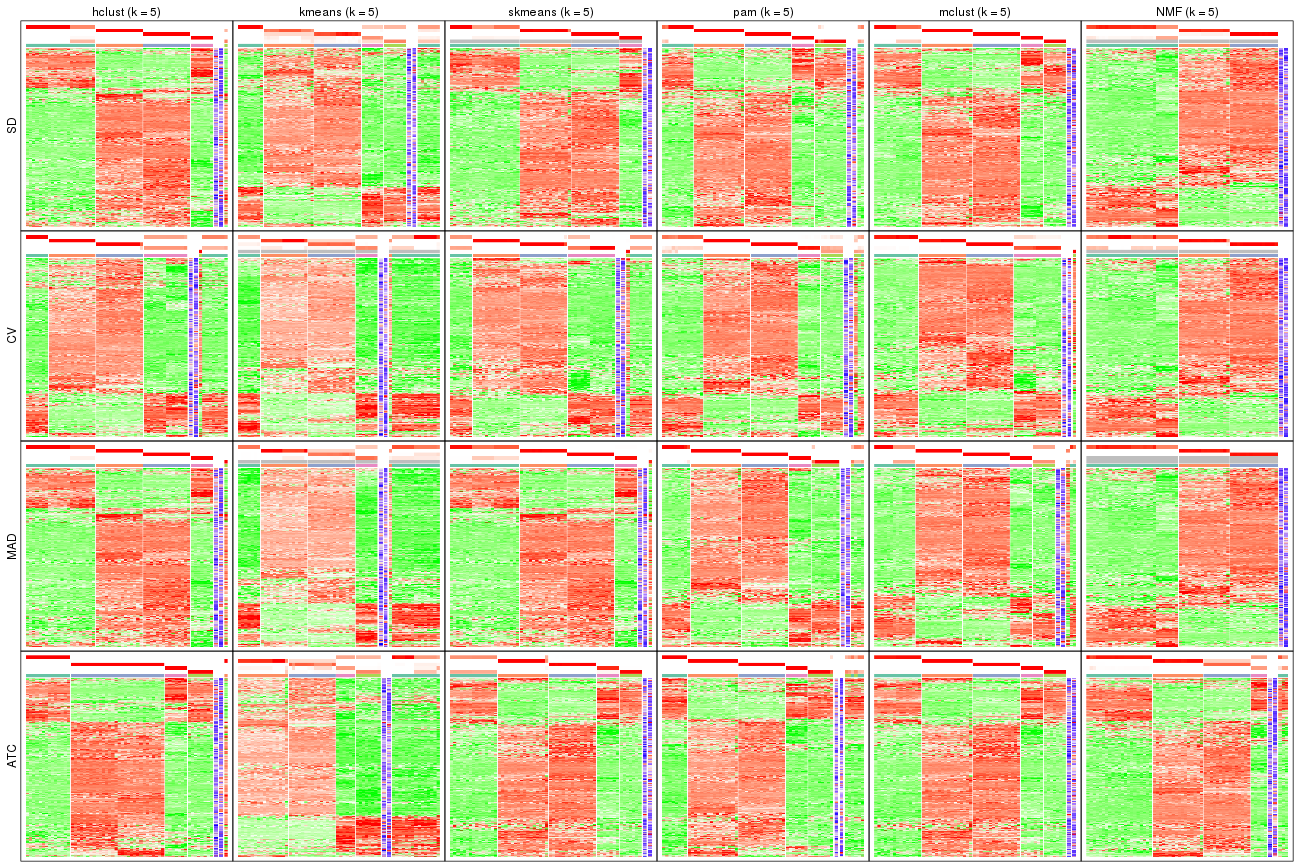 hclust (k = 5) kmeans (k = 5) skmeans (k = 5) pam (k = 5) mclust (k = 5) NMF (k = 5)
SD
CV
MAD
ATC